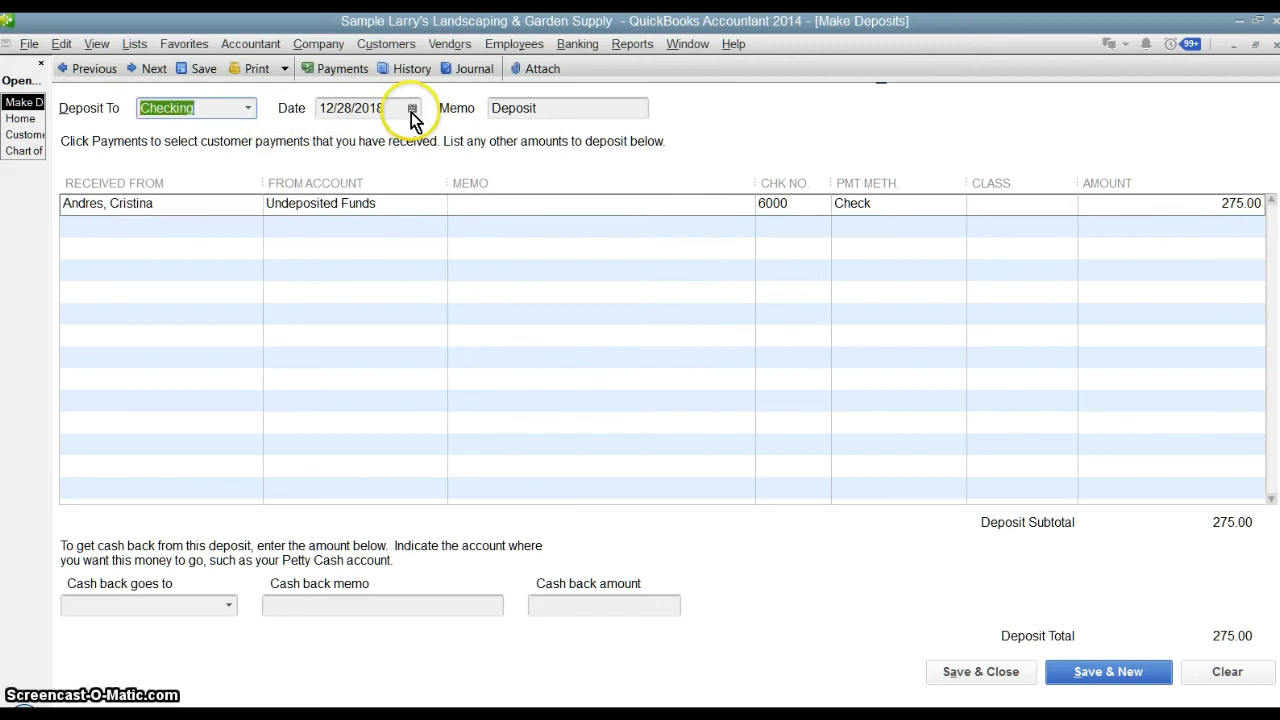 Sample Larry's Landscaping & Garden Supply - QuickBooks Accountant 2014 - [Make Deposits]
File Edit View Lists Favorites Accountant Company Customers Vendors Employees Banking Reports Window Help 99+
Previous Next Save Print Payments History Journal Attach
Open...
Make D
Home
Custome
Chart of
Deposit To Checking Date 12/28/2018 Memo Deposit
Click Payments to select customer payments that you have received. List any other amounts to deposit below.
RECEIVED FROM FROM ACCOUNT MEMO CHK NO. PMT METH. CLASS AMOUNT
Andres, Cristina Undeposited Funds 6000 Check 275.00
Deposit Subtotal 275.00
To get cash back from this deposit, enter the amount below. Indicate the account where
you want this money to go, such as your Petty Cash account.
Cash back goes to Cash back memo Cash back amount
Deposit Total 275.00
Save & Close Save & New Clear
Screencast-O-Matic.com